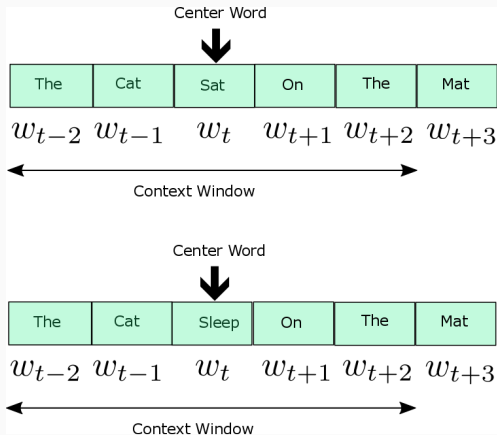 Center Word
The Cat Sat On The Mat
w_{t-2} w_{t-1} w_t w_{t+1} w_{t+2} w_{t+3}
Context Window
Center Word
The Cat Sleep On The Mat
w_{t-2} w_{t-1} w_t w_{t+1} w_{t+2} w_{t+3}
Context Window